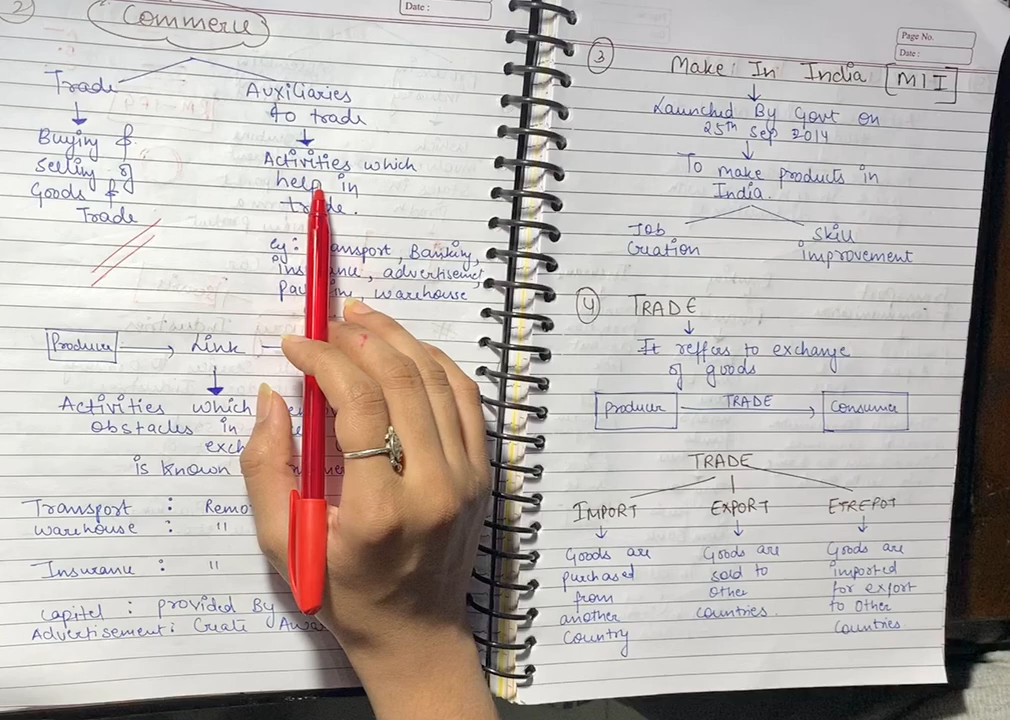 2
Commerce
Date :
Trade
Auxiliaries
to trade
Buying &
selling of
Goods &
Trade
Activities which
help in
trade.
eg: transport, Banking,
advertisement
warehouse
Producer → Link
Activities which
obstacles in
is known
Transport :
warehouse : "
Insurance : "
Capitel : provided By
Advertisement: Create
Page No.
Date :
3
Make In India [MII]
Launched By Govt on
25th Sep 2014
To make products in
India.
Job
Creation
Skill
improvement
4 TRADE
It reffers to exchange
of goods
Producer TRADE Consumer
TRADE
IMPORT EXPORT ETREPOT
Goods are
purchased
from
another
Country
Goods are
sold to
Other
Countries.
Goods are
imported
for export
to Other
Countries